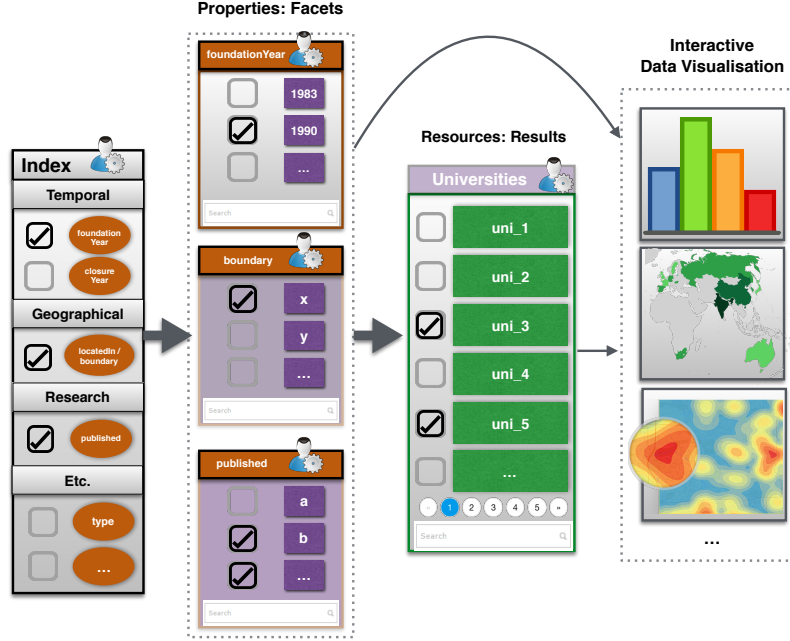 Properties: Facets
Interactive
Data Visualisation
Resources: Results
Index
Temporal
foundation
Year
closure
Year
Geographical
locatedIn /
boundary
Research
published
Etc.
type
...
foundationYear
1983
1990
...
Search
boundary
x
y
...
Search
published
a
b
...
Search
Universities
uni_1
uni_2
uni_3
uni_4
uni_5
...
« 1 2 3 4 5 »
Search
...